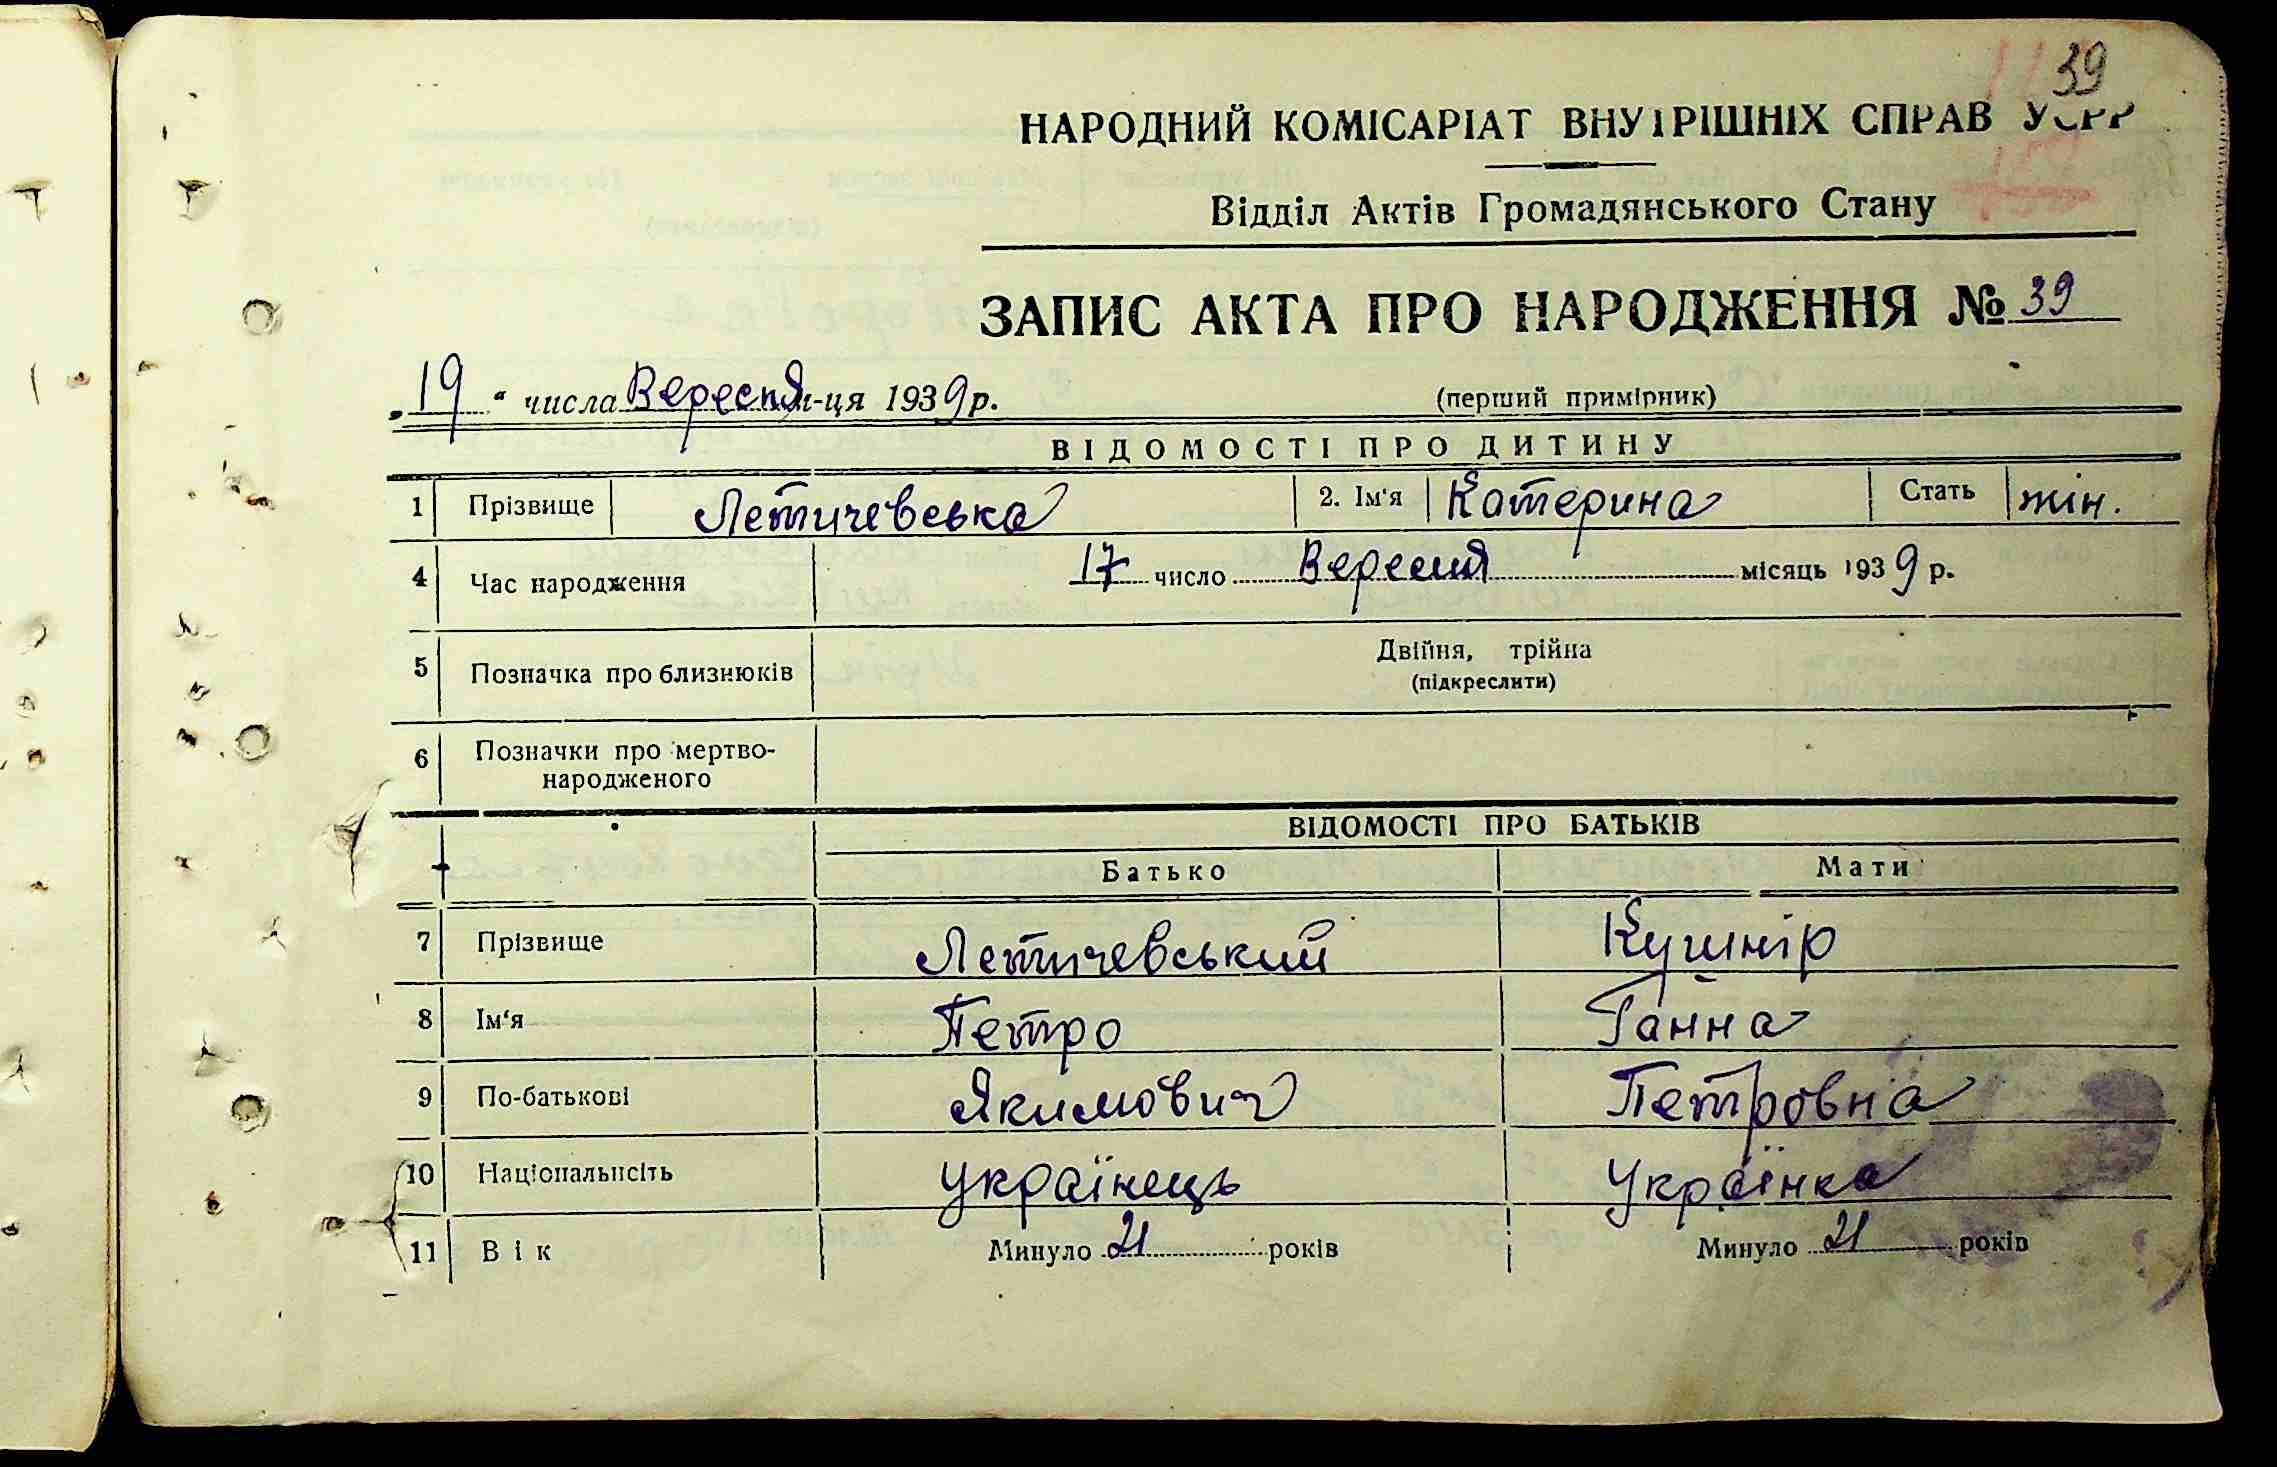 39
НАРОДНИЙ КОМІСАРІАТ ВНУТРІШНІХ СПРАВ УСРР
Відділ Актів Громадянського Стану
ЗАПИС АКТА ПРО НАРОДЖЕННЯ № 39
„19“ числа Вересня м-ця 1939 р. (перший примірник)
ВІДОМОСТІ ПРО ДИТИНУ
1 Прізвище Летичевська 2. Ім'я Катерина Стать жін.
4 Час народження 17 число Вересня місяць 1939 р.
5 Позначка про близнюків Двійня, трійна
(підкреслити)
6 Позначки про мертво-
народженого
ВІДОМОСТІ ПРО БАТЬКІВ
Батько Мати
7 Прізвище Летичевський Кушнір
8 Ім'я Петро Ганна
9 По-батькові Якимович Петровна
10 Національність Українець Українка
11 Вік Минуло 21 років Минуло 21 років